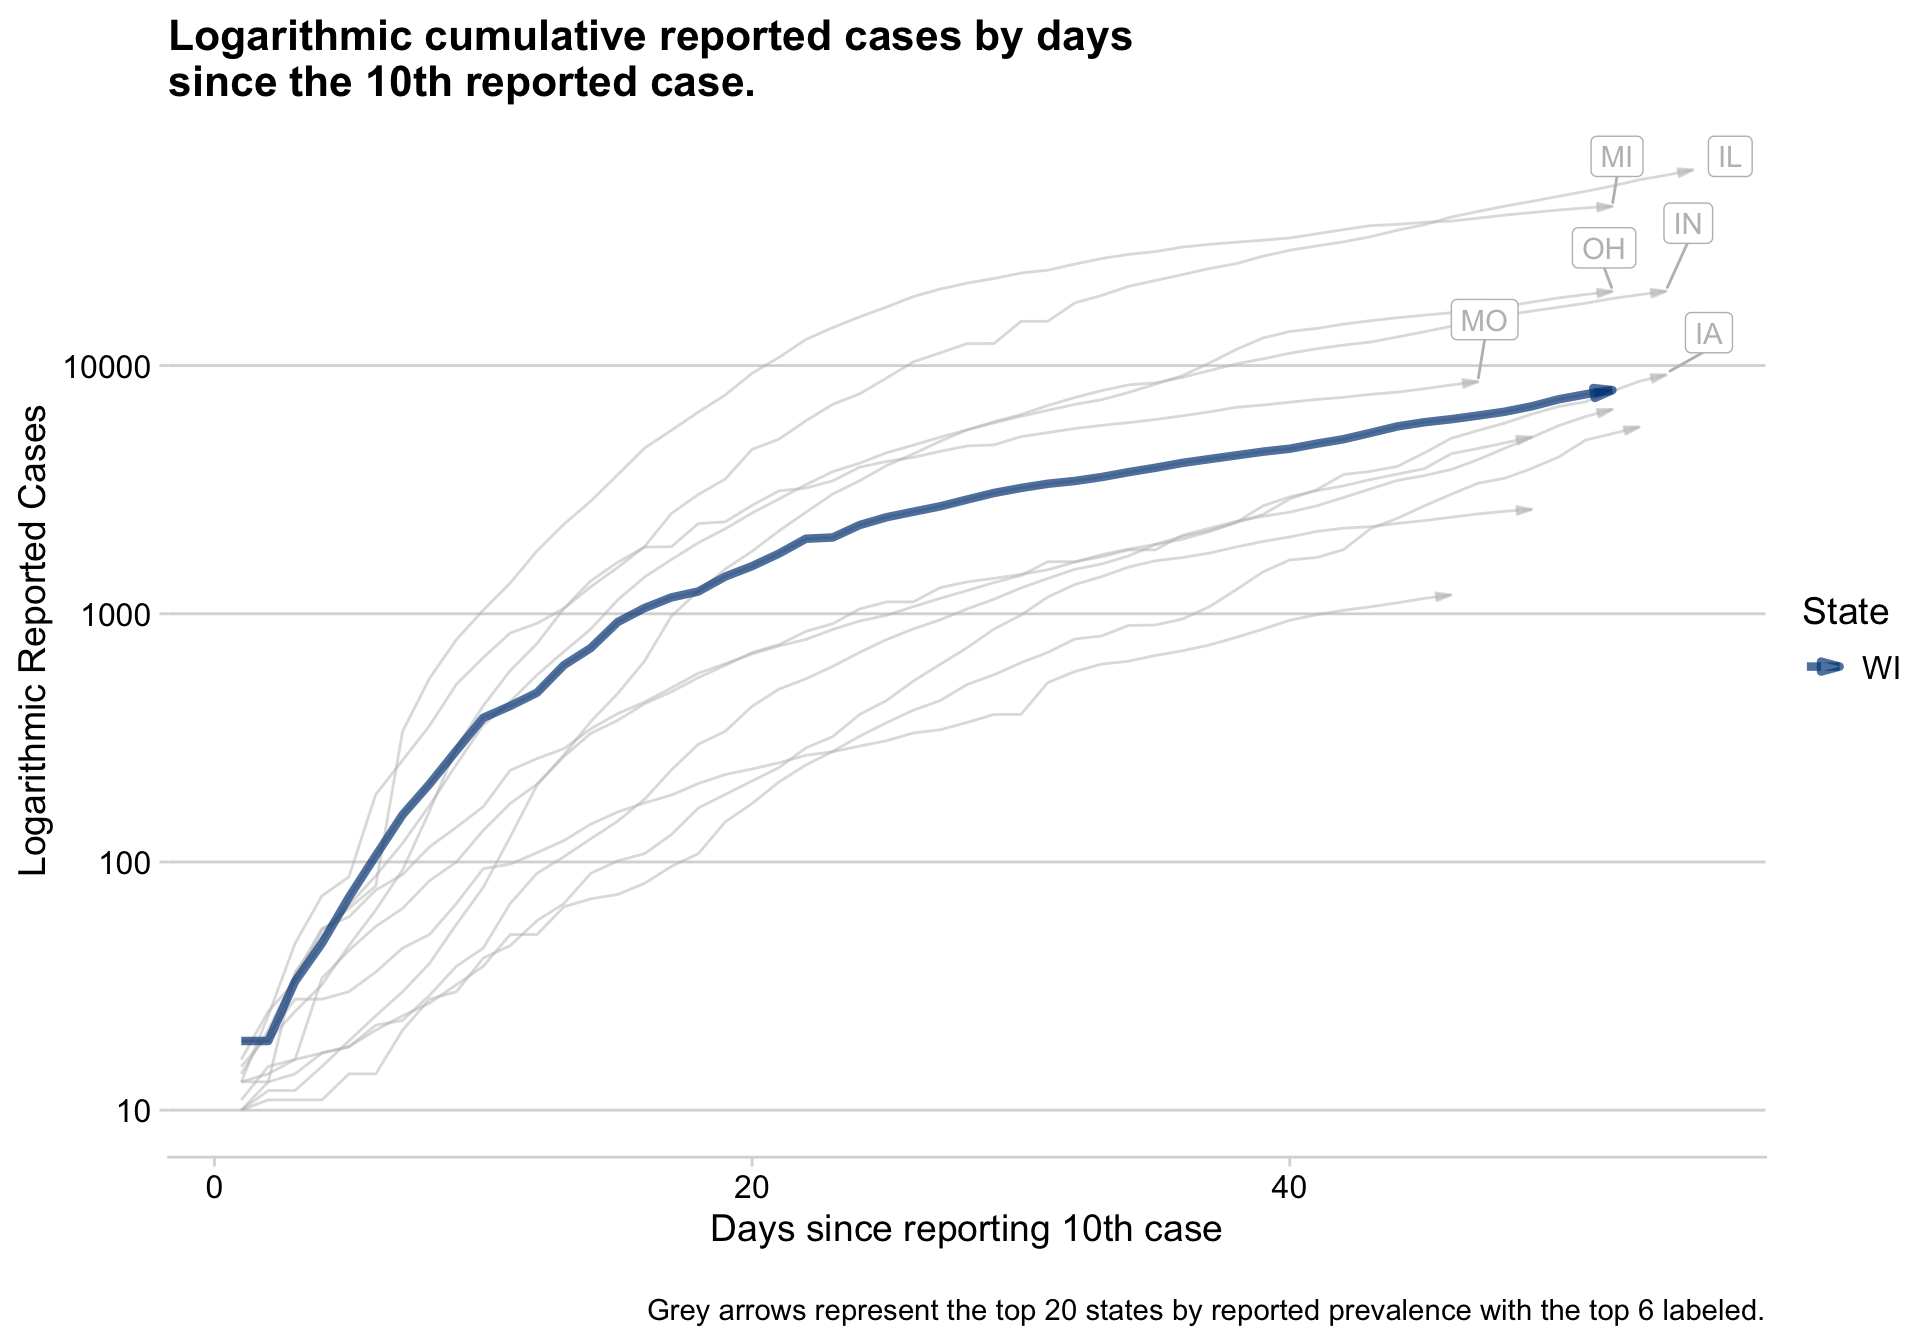 Logarithmic cumulative reported cases by days
since the 10th reported case.
MI
IL
IN
OH
MO
IA
10000
1000
100
10
Logarithmic Reported Cases
State
WI
0
20
40
Days since reporting 10th case
Grey arrows represent the top 20 states by reported prevalence with the top 6 labeled.